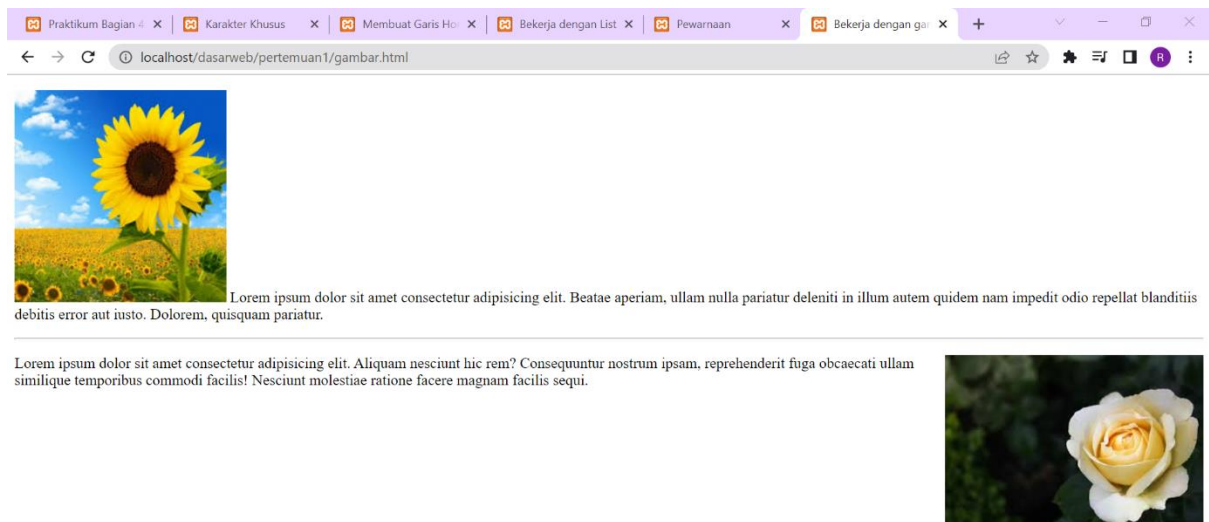 Praktikum Bagian 4
Karakter Khusus
Membuat Garis Hor
Bekerja dengan List
Pewarnaan
Bekerja dengan gar
localhost/dasarweb/pertemuan1/gambar.html
R
Lorem ipsum dolor sit amet consectetur adipisicing elit. Beatae aperiam, ullam nulla pariatur deleniti in illum autem quidem nam impedit odio repellat blanditiis
debitis error aut iusto. Dolorem, quisquam pariatur.
Lorem ipsum dolor sit amet consectetur adipisicing elit. Aliquam nesciunt hic rem? Consequuntur nostrum ipsam, reprehenderit fuga obcaecati ullam
similique temporibus commodi facilis! Nesciunt molestiae ratione facere magnam facilis sequi.